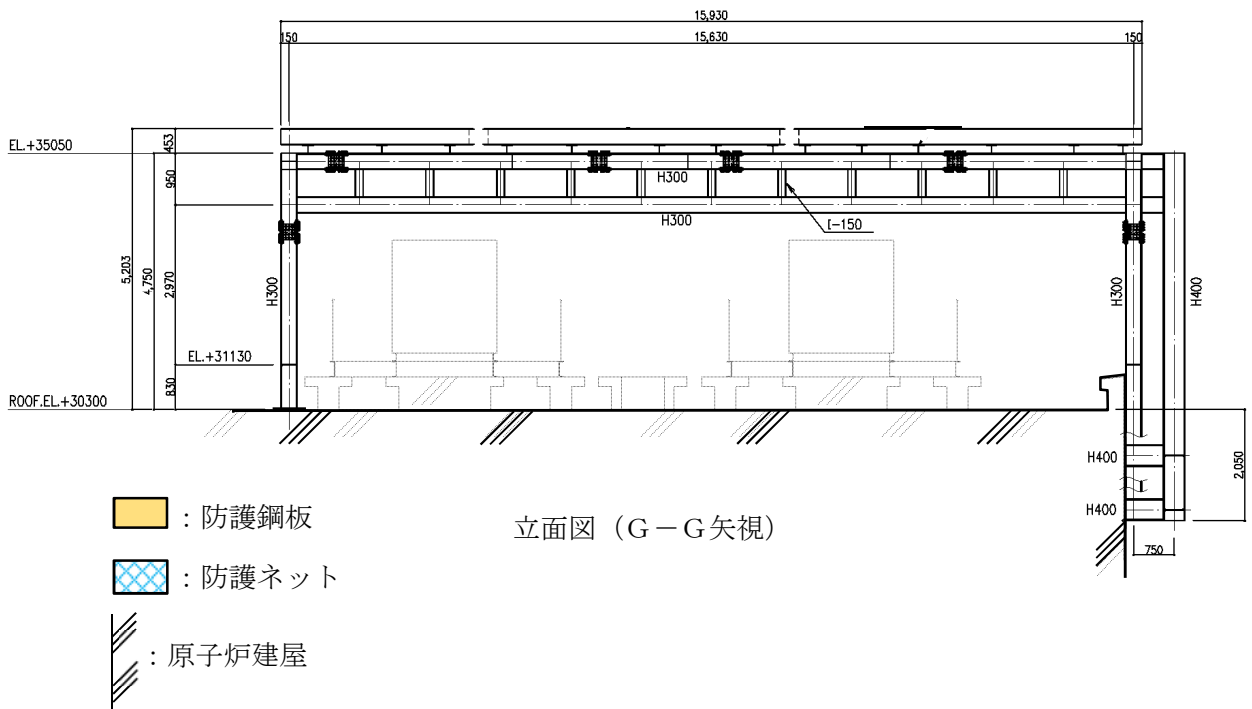 15,930
150
15,630
150
EL.+35050
453
950
5,203
4,750
2,970
830
H300
H300
[-150
H300
H300
H400
EL.+31130
ROOF.EL.+30300
H400
H400
2,050
750
：防護鋼板
立面図（G－G矢視）
：防護ネット
：原子炉建屋